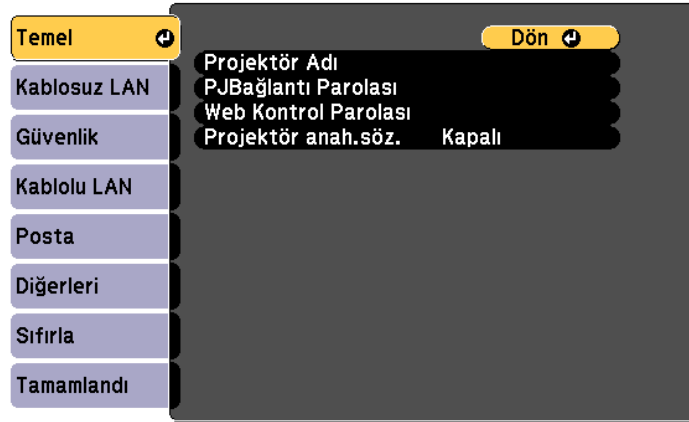 Temel
Kablosuz LAN
Güvenlik
Kablolu LAN
Posta
Diğerleri
Sıfırla
Tamamlandı
Dön
Projektör Adı
PJBağlantı Parolası
Web Kontrol Parolası
Projektör anah.söz. Kapalı